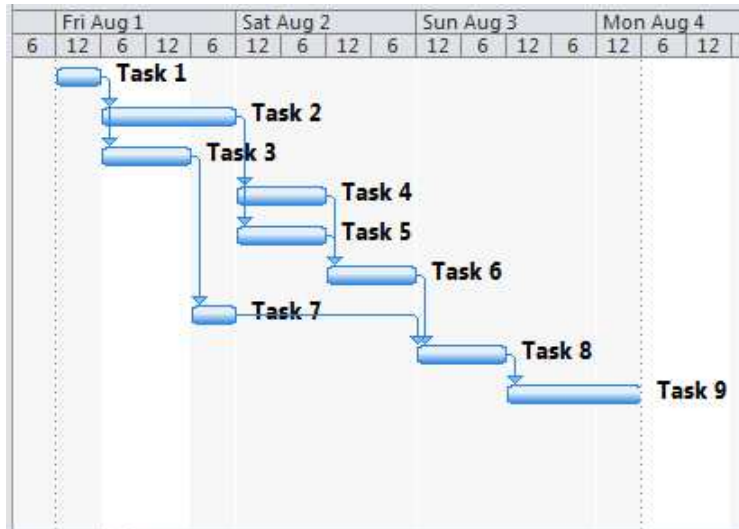 Fri Aug 1 Sat Aug 2 Sun Aug 3 Mon Aug 4
6 12 6 12 6 12 6 12 6 12 6 12 6 12 6 12
Task 1
Task 2
Task 3
Task 4
Task 5
Task 6
Task 7
Task 8
Task 9